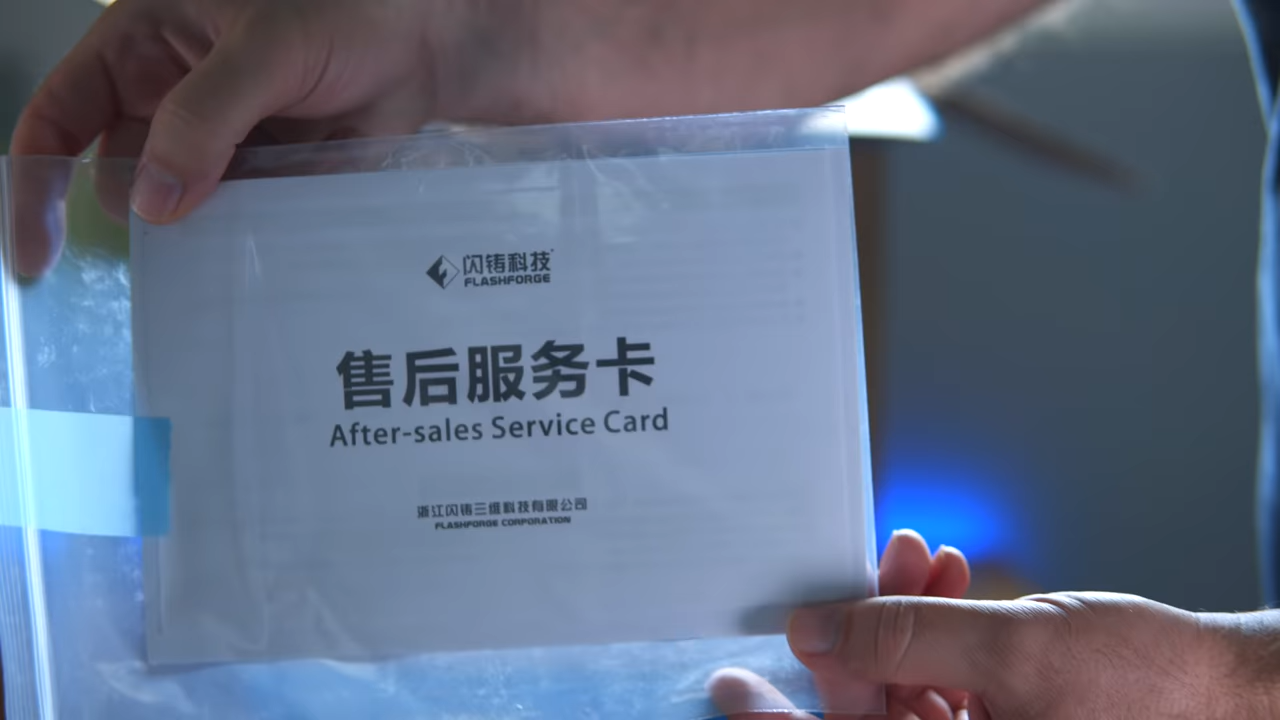 闪铸科技
FLASHFORGE
售后服务卡
After-sales Service Card
浙江闪铸三维科技有限公司
FLASHFORGE CORPORATION